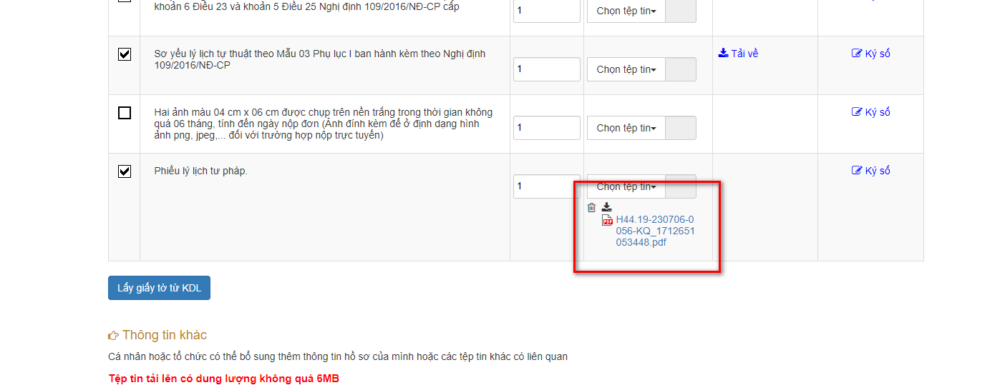 khoản 6 Điều 23 và khoản 5 Điều 25 Nghị định 109/2016/NĐ-CP cấp
1
Chọn tệp tin
Sơ yếu lý lịch tự thuật theo Mẫu 03 Phụ lục I ban hành kèm theo Nghị định
109/2016/NĐ-CP
1
Chọn tệp tin
Tải về
Ký số
Hai ảnh màu 04 cm x 06 cm được chụp trên nền trắng trong thời gian không
quá 06 tháng, tính đến ngày nộp đơn (Ảnh đính kèm để ở định dạng hình
ảnh png, jpeg,... đối với trường hợp nộp trực tuyến)
1
Chọn tệp tin
Ký số
Phiếu lý lịch tư pháp.
1
Chọn tệp tin
Ký số
H44.19-230706-0
056-KQ_1712651
053448.pdf
Lấy giấy tờ từ KDL
Thông tin khác
Cá nhân hoặc tổ chức có thể bổ sung thêm thông tin hồ sơ của mình hoặc các tệp tin khác có liên quan
Tệp tin tải lên có dung lượng không quá 6MB